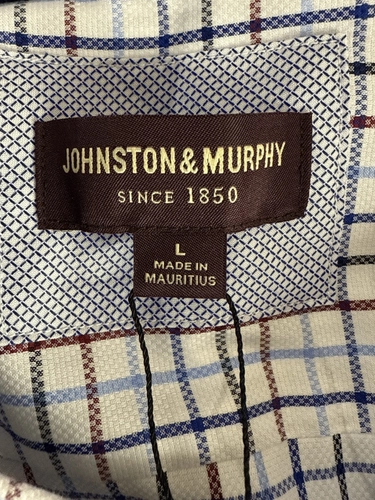 JOHNSTON & MURPHY
SINCE 1850
L
MADE IN
MAURITIUS